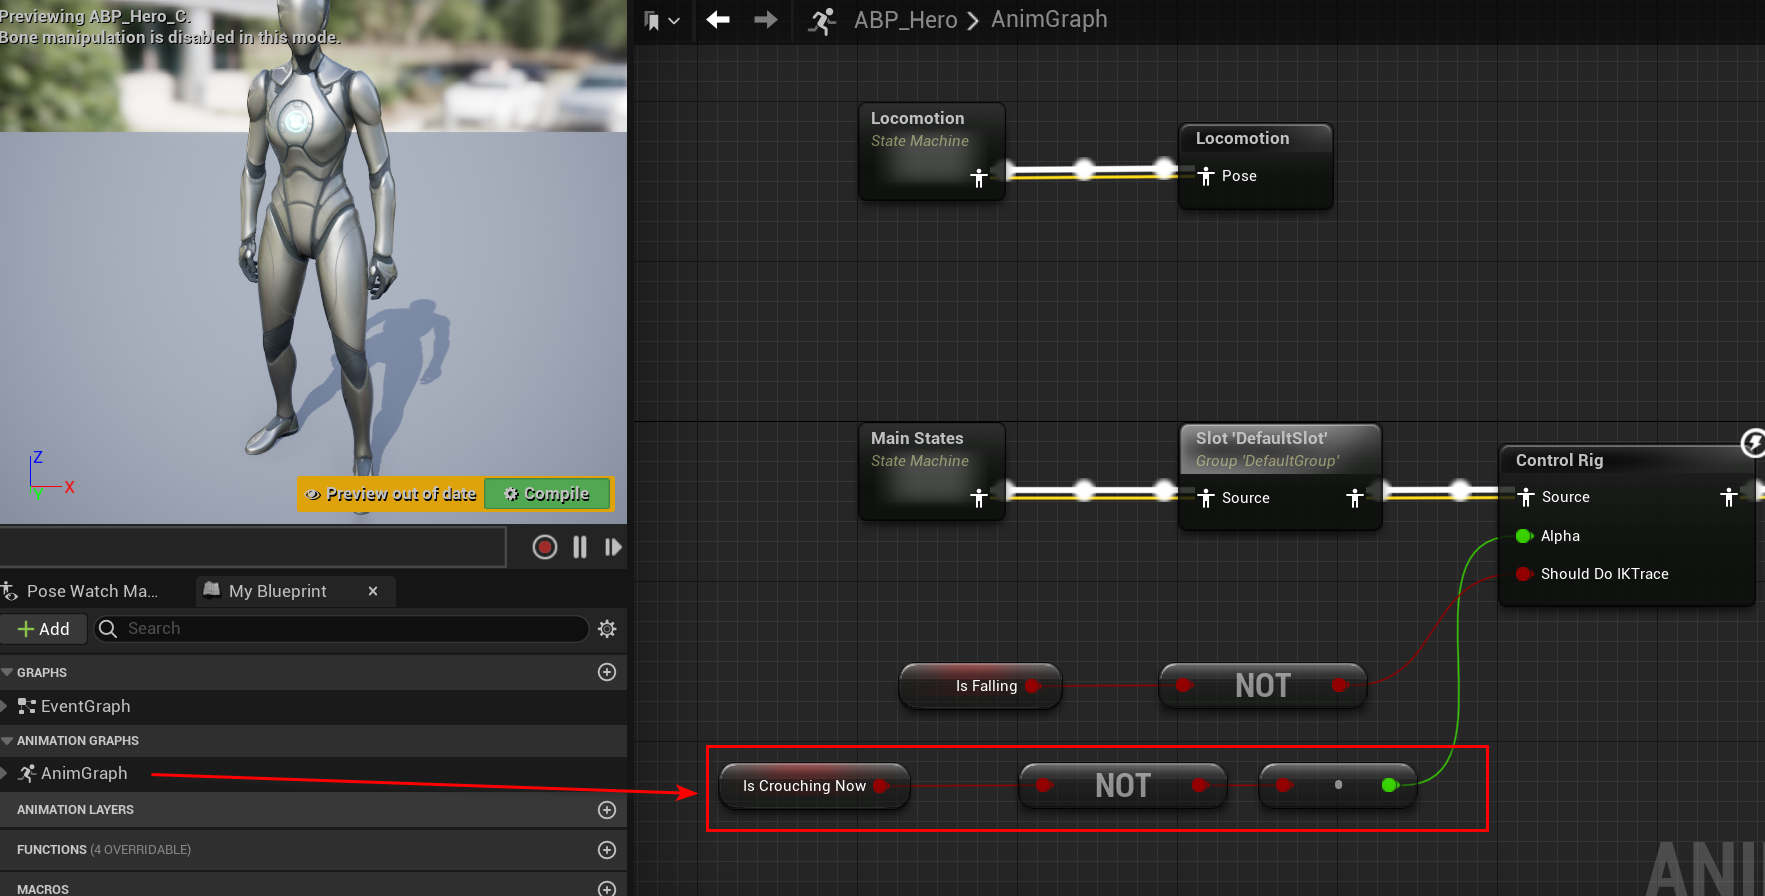 Previewing ABP_Hero_C.
Bone manipulation is disabled in this mode.
Z
X
Y
Preview out of date
Compile
Pose Watch Ma...
My Blueprint
Add
Search
GRAPHS
EventGraph
ANIMATION GRAPHS
AnimGraph
ANIMATION LAYERS
FUNCTIONS (4 OVERRIDABLE)
MACROS
ABP_Hero > AnimGraph
Locomotion
State Machine
Locomotion
Pose
Main States
State Machine
Slot 'DefaultSlot'
Group 'DefaultGroup'
Source
Control Rig
Source
Alpha
Should Do IKTrace
Is Falling
NOT
Is Crouching Now
NOT
ANI